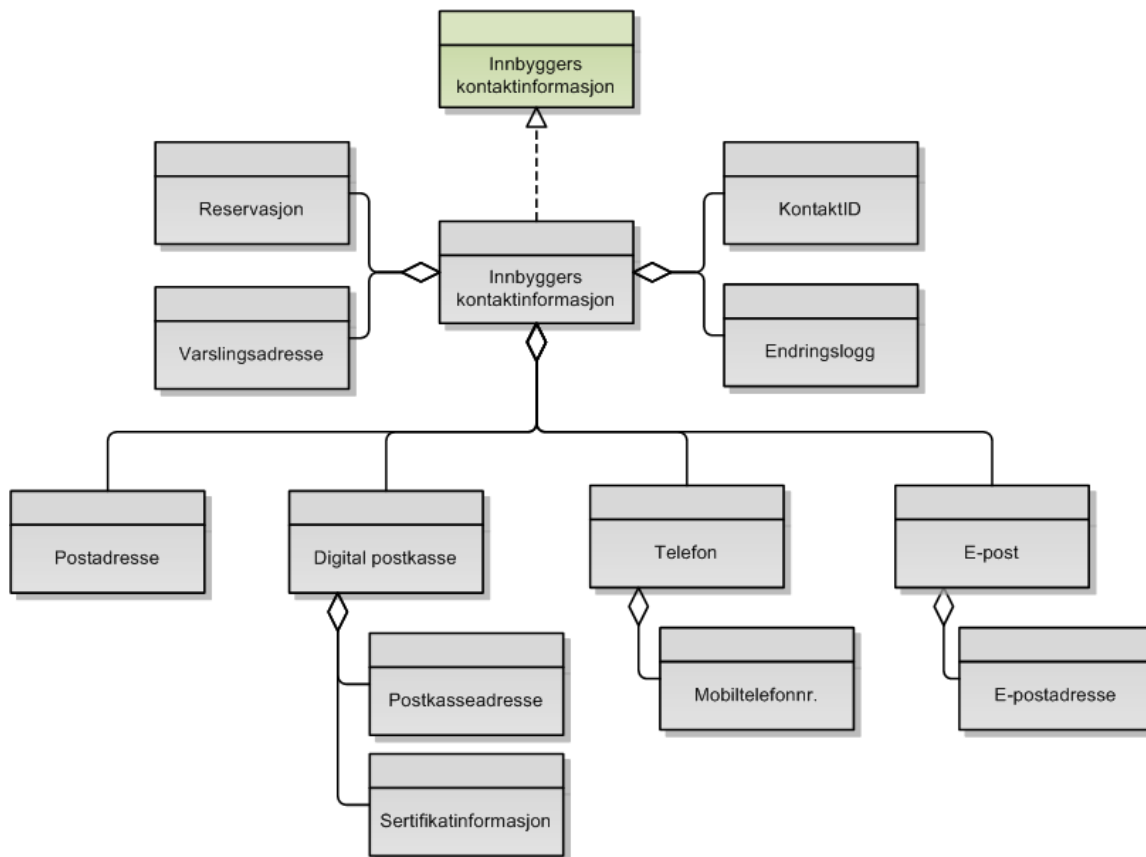 Innbyggers
kontaktinformasjon
Reservasjon
KontaktID
Innbyggers
kontaktinformasjon
Varslingsadresse
Endringslogg
Postadresse
Digital postkasse
Telefon
E-post
Postkasseadresse
Mobiltelefonnr.
E-postadresse
Sertifikatinformasjon